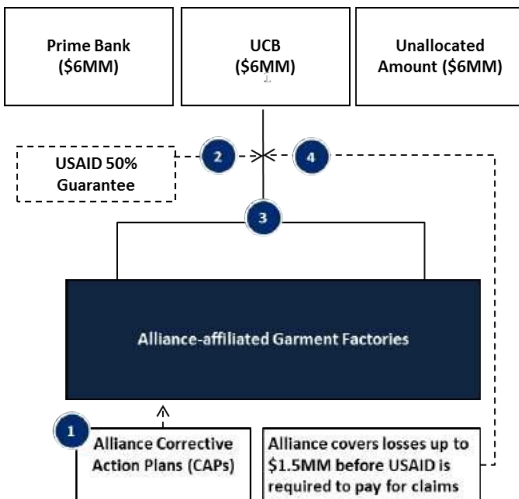 Prime Bank
($6MM)
UCB
($6MM)
Unallocated
Amount ($6MM)
USAID 50%
Guarantee
2
4
3
Alliance-affiliated Garment Factories
1
Alliance Corrective
Action Plans (CAPs)
Alliance covers losses up to
$1.5MM before USAID is
required to pay for claims